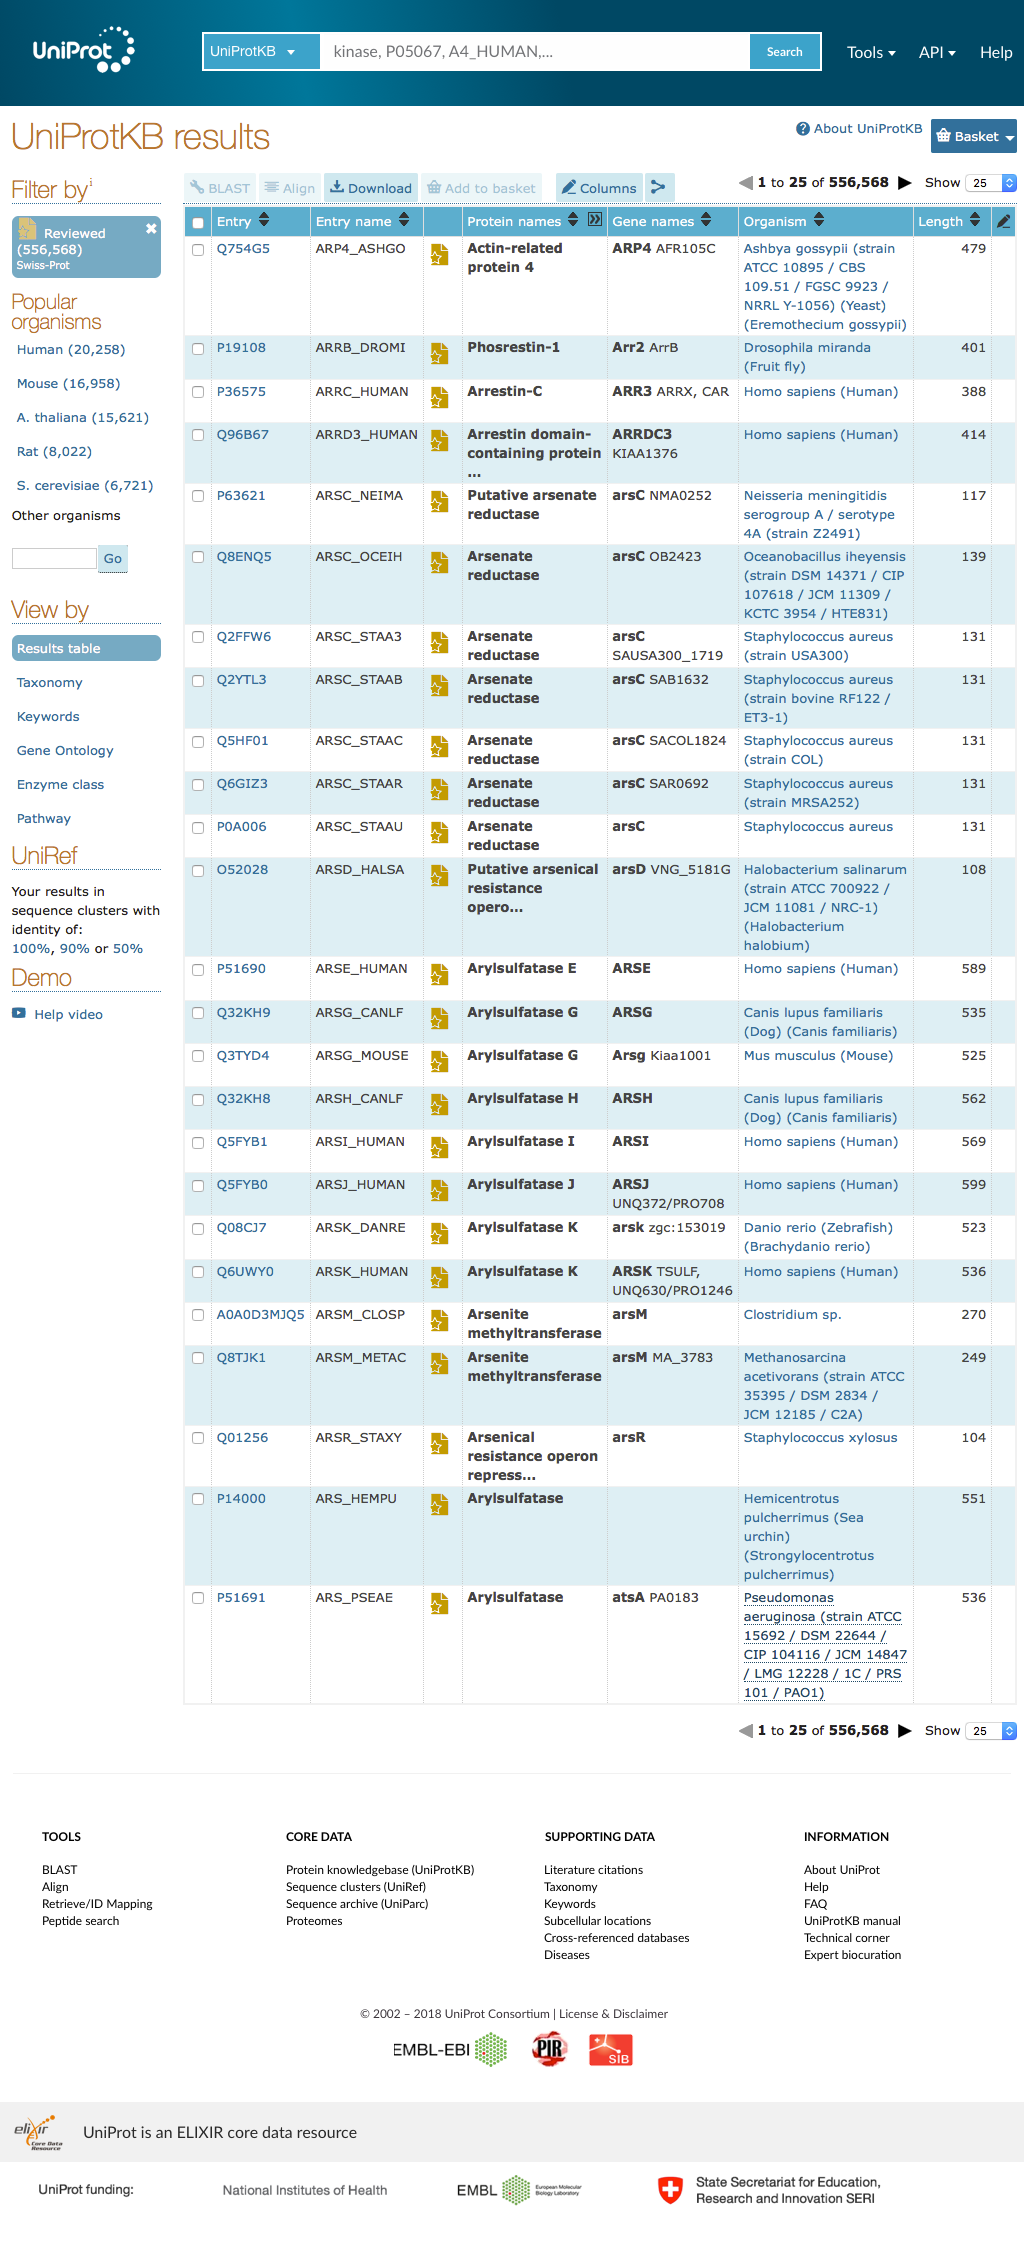 UniProt
UniProtKB
kinase, P05067, A4_HUMAN,...
Search
Tools
API
Help
UniProtKB results
About UniProtKB
Basket
Filter by i
Reviewed
(556,568)
Swiss-Prot
Popular
organisms
Human (20,258)
Mouse (16,958)
A. thaliana (15,621)
Rat (8,022)
S. cerevisiae (6,721)
Other organisms
Go
View by
Results table
Taxonomy
Keywords
Gene Ontology
Enzyme class
Pathway
UniRef
Your results in
sequence clusters with
identity of:
100%, 90% or 50%
Demo
Help video
BLAST Align Download Add to basket Columns
1 to 25 of 556,568 Show 25
Entry Entry name Protein names Gene names Organism Length
Q754G5 ARP4_ASHGO Actin-related ARP4 AFR105C Ashbya gossypii (strain 479
protein 4 ATCC 10895 / CBS
109.51 / FGSC 9923 /
NRRL Y-1056) (Yeast)
(Eremothecium gossypii)
P19108 ARRB_DROMI Phosrestin-1 Arr2 ArrB Drosophila miranda 401
(Fruit fly)
P36575 ARRC_HUMAN Arrestin-C ARR3 ARRX, CAR Homo sapiens (Human) 388
Q96B67 ARRD3_HUMAN Arrestin domain- ARRDC3 Homo sapiens (Human) 414
containing protein KIAA1376
...
P63621 ARSC_NEIMA Putative arsenate arsC NMA0252 Neisseria meningitidis 117
reductase serogroup A / serotype
4A (strain Z2491)
Q8ENQ5 ARSC_OCEIH Arsenate arsC OB2423 Oceanobacillus iheyensis 139
reductase (strain DSM 14371 / CIP
107618 / JCM 11309 /
KCTC 3954 / HTE831)
Q2FFW6 ARSC_STAA3 Arsenate arsC Staphylococcus aureus 131
reductase SAUSA300_1719 (strain USA300)
Q2YTL3 ARSC_STAAB Arsenate arsC SAB1632 Staphylococcus aureus 131
reductase (strain bovine RF122 /
ET3-1)
Q5HF01 ARSC_STAAC Arsenate arsC SACOL1824 Staphylococcus aureus 131
reductase (strain COL)
Q6GIZ3 ARSC_STAAR Arsenate arsC SAR0692 Staphylococcus aureus 131
reductase (strain MRSA252)
P0A006 ARSC_STAAU Arsenate arsC Staphylococcus aureus 131
reductase
O52028 ARSD_HALSA Putative arsenical arsD VNG_5181G Halobacterium salinarum 108
resistance (strain ATCC 700922 /
opero... JCM 11081 / NRC-1)
(Halobacterium
halobium)
P51690 ARSE_HUMAN Arylsulfatase E ARSE Homo sapiens (Human) 589
Q32KH9 ARSG_CANLF Arylsulfatase G ARSG Canis lupus familiaris 535
(Dog) (Canis familiaris)
Q3TYD4 ARSG_MOUSE Arylsulfatase G Arsg Kiaa1001 Mus musculus (Mouse) 525
Q32KH8 ARSH_CANLF Arylsulfatase H ARSH Canis lupus familiaris 562
(Dog) (Canis familiaris)
Q5FYB1 ARSI_HUMAN Arylsulfatase I ARSI Homo sapiens (Human) 569
Q5FYB0 ARSJ_HUMAN Arylsulfatase J ARSJ Homo sapiens (Human) 599
UNQ372/PRO708
Q08CJ7 ARSK_DANRE Arylsulfatase K arsk zgc:153019 Danio rerio (Zebrafish) 523
(Brachydanio rerio)
Q6UWY0 ARSK_HUMAN Arylsulfatase K ARSK TSULF, Homo sapiens (Human) 536
UNQ630/PRO1246
A0A0D3MJQ5 ARSM_CLOSP Arsenite arsM Clostridium sp. 270
methyltransferase
Q8TJK1 ARSM_METAC Arsenite arsM MA_3783 Methanosarcina 249
methyltransferase acetivorans (strain ATCC
35395 / DSM 2834 /
JCM 12185 / C2A)
Q01256 ARSR_STAXY Arsenical arsR Staphylococcus xylosus 104
resistance operon
repress...
P14000 ARS_HEMPU Arylsulfatase Hemicentrotus 551
pulcherrimus (Sea
urchin)
(Strongylocentrotus
pulcherrimus)
P51691 ARS_PSEAE Arylsulfatase atsA PA0183 Pseudomonas 536
aeruginosa (strain ATCC
15692 / DSM 22644 /
CIP 104116 / JCM 14847
/ LMG 12228 / 1C / PRS
101 / PAO1)
1 to 25 of 556,568 Show 25
TOOLS
BLAST
Align
Retrieve/ID Mapping
Peptide search
CORE DATA
Protein knowledgebase (UniProtKB)
Sequence clusters (UniRef)
Sequence archive (UniParc)
Proteomes
SUPPORTING DATA
Literature citations
Taxonomy
Keywords
Subcellular locations
Cross-referenced databases
Diseases
INFORMATION
About UniProt
Help
FAQ
UniProtKB manual
Technical corner
Expert biocuration
© 2002 – 2018 UniProt Consortium | License & Disclaimer
EMBL-EBI PIR SIB
elixir
Core Data
Resource
UniProt is an ELIXIR core data resource
UniProt funding:
National Institutes of Health
EMBL
European Molecular
Biology Laboratory
State Secretariat for Education,
Research and Innovation SERI